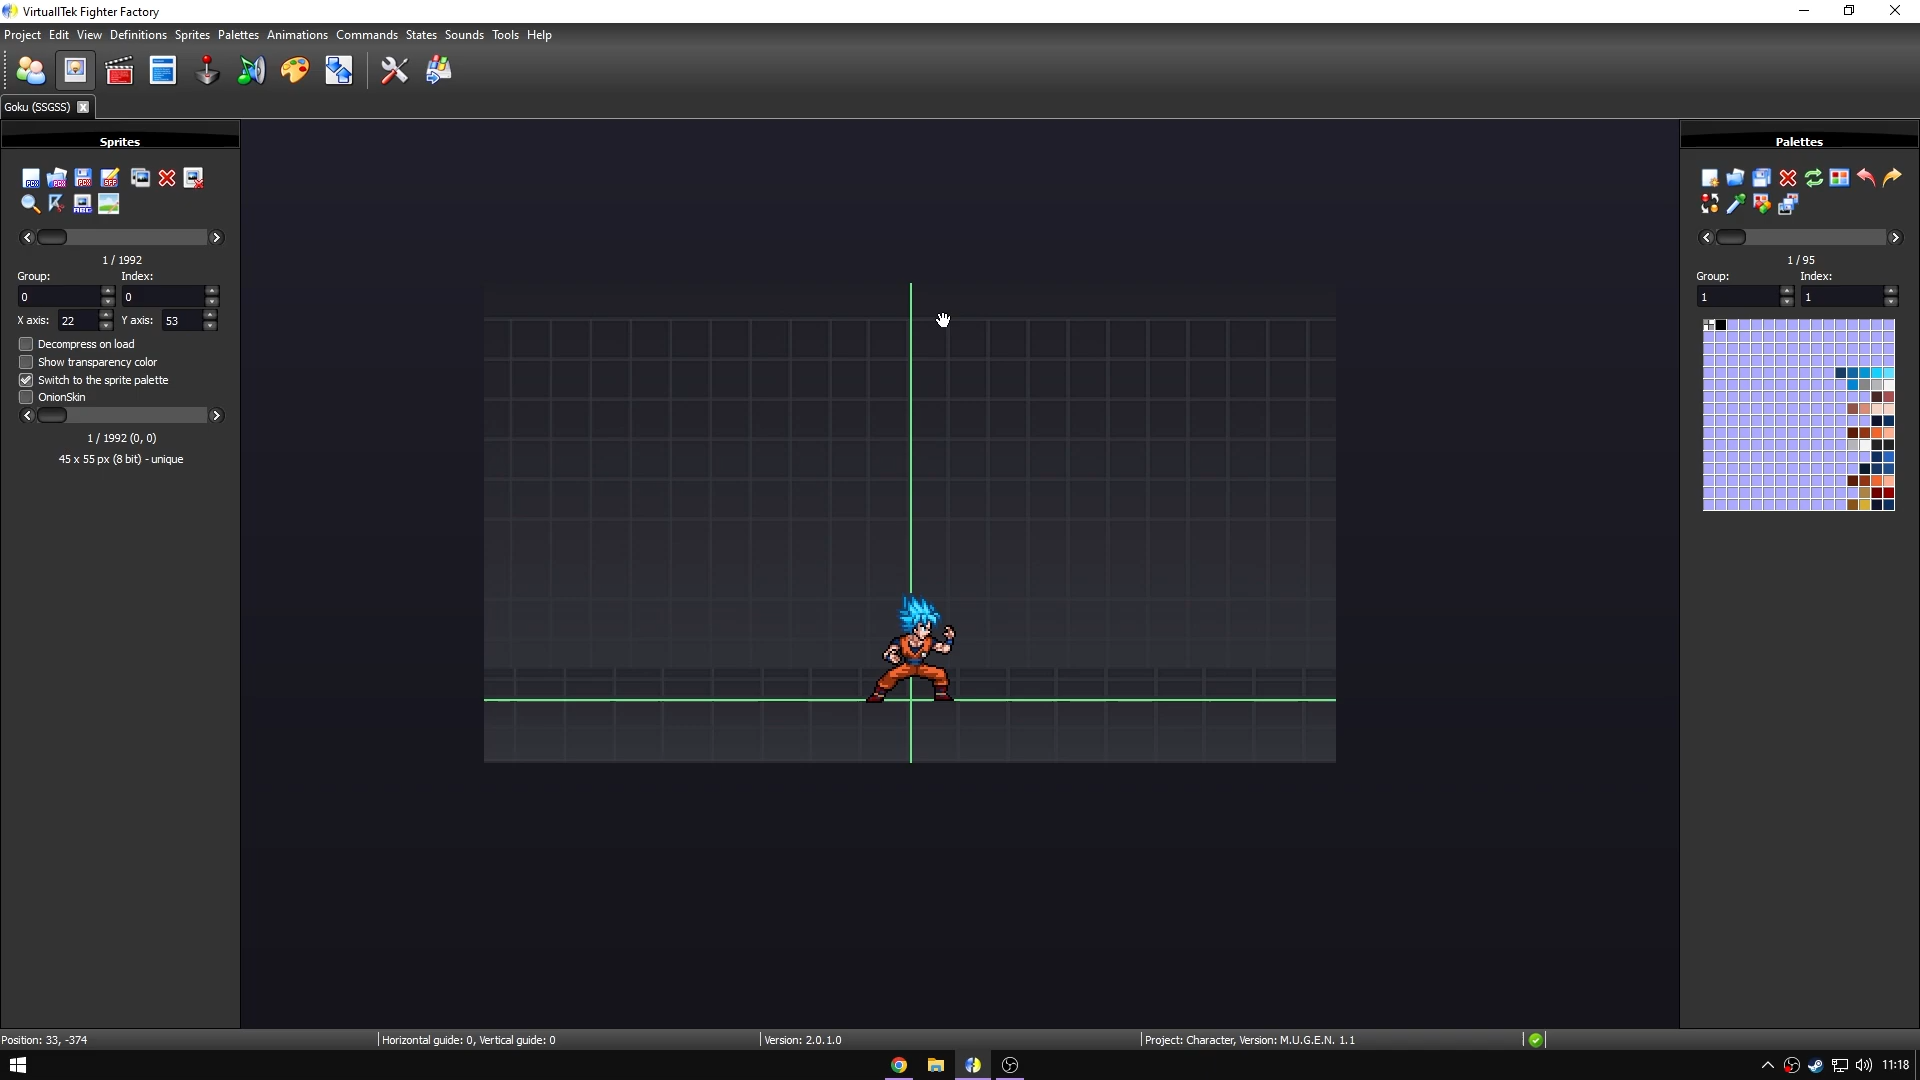 VirtuallTek Fighter Factory
Project Edit View Definitions Sprites Palettes Animations Commands States Sounds Tools Help
Goku (SSGSS)
Sprites
1 / 1992
Group: Index:
0 0
X axis: 22 Y axis: 53
Decompress on load
Show transparency color
Switch to the sprite palette
OnionSkin
1 / 1992 (0, 0)
45 x 55 px (8 bit) - unique
Palettes
1 / 95
Group: Index:
1 1
Position: 33, -374 Horizontal guide: 0, Vertical guide: 0 Version: 2.0.1.0 Project: Character, Version: M.U.G.E.N. 1.1
11:18